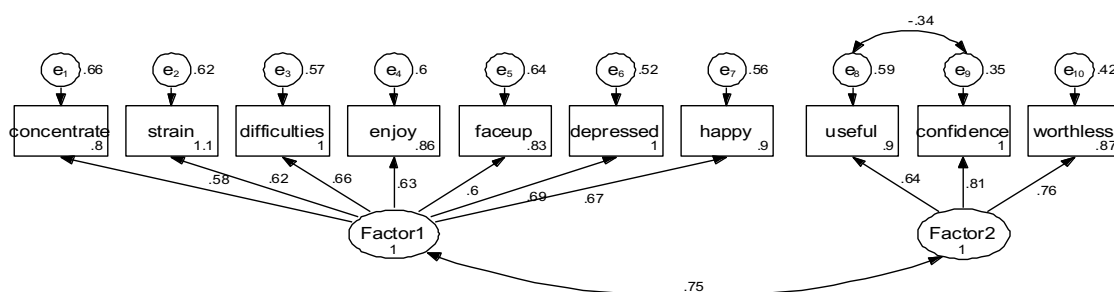 -.34
e1 .66 e2 .62 e3 .57 e4 .6 e5 .64 e6 .52 e7 .56 e8 .59 e9 .35 e10 .42
concentrate strain difficulties enjoy faceup depressed happy useful confidence worthless
.8 1.1 1 .86 .83 1 .9 .9 1 .87
.58 .62 .66 .63 .6 .69 .67 .64 .81 .76
Factor1 Factor2
1 1
.75